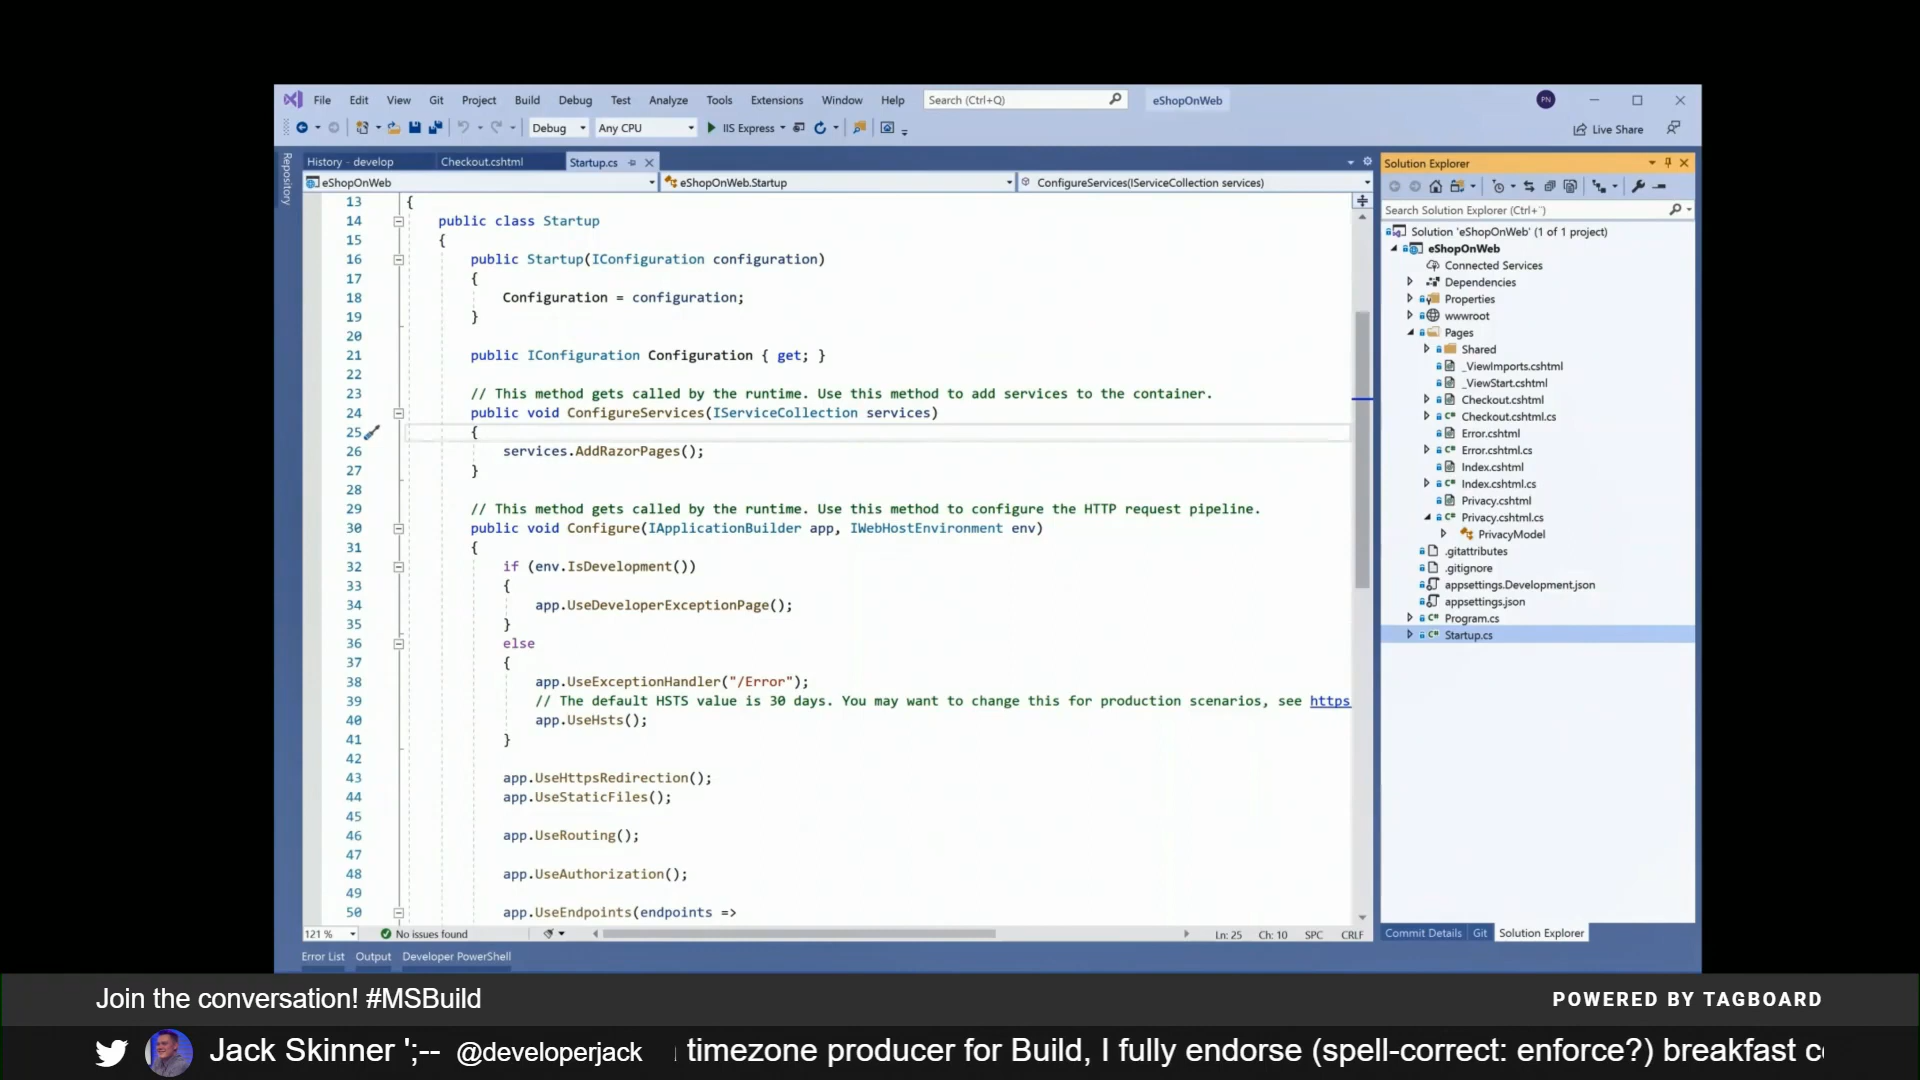 File Edit View Git Project Build Debug Test Analyze Tools Extensions Window Help Search (Ctrl+Q) eShopOnWeb PN
Debug Any CPU IIS Express Live Share
Repository
History - develop Checkout.cshtml Startup.cs
eShopOnWeb eShopOnWeb.Startup ConfigureServices(IServiceCollection services)
13 {
14 public class Startup
15 {
16 public Startup(IConfiguration configuration)
17 {
18 Configuration = configuration;
19 }
20
21 public IConfiguration Configuration { get; }
22
23 // This method gets called by the runtime. Use this method to add services to the container.
24 public void ConfigureServices(IServiceCollection services)
25 {
26 services.AddRazorPages();
27 }
28
29 // This method gets called by the runtime. Use this method to configure the HTTP request pipeline.
30 public void Configure(IApplicationBuilder app, IWebHostEnvironment env)
31 {
32 if (env.IsDevelopment())
33 {
34 app.UseDeveloperExceptionPage();
35 }
36 else
37 {
38 app.UseExceptionHandler("/Error");
39 // The default HSTS value is 30 days. You may want to change this for production scenarios, see https
40 app.UseHsts();
41 }
42
43 app.UseHttpsRedirection();
44 app.UseStaticFiles();
45
46 app.UseRouting();
47
48 app.UseAuthorization();
49
50 app.UseEndpoints(endpoints =>
121 % No issues found Ln: 25 Ch: 10 SPC CRLF
Error List Output Developer PowerShell
Solution Explorer
Search Solution Explorer (Ctrl+¨)
Solution 'eShopOnWeb' (1 of 1 project)
eShopOnWeb
Connected Services
Dependencies
Properties
wwwroot
Pages
Shared
_ViewImports.cshtml
_ViewStart.cshtml
Checkout.cshtml
Checkout.cshtml.cs
Error.cshtml
Error.cshtml.cs
Index.cshtml
Index.cshtml.cs
Privacy.cshtml
Privacy.cshtml.cs
PrivacyModel
.gitattributes
.gitignore
appsettings.Development.json
appsettings.json
Program.cs
Startup.cs
Commit Details Git Solution Explorer
Join the conversation! #MSBuild POWERED BY TAGBOARD
Jack Skinner ';-- @developerjack timezone producer for Build, I fully endorse (spell-correct: enforce?) breakfast